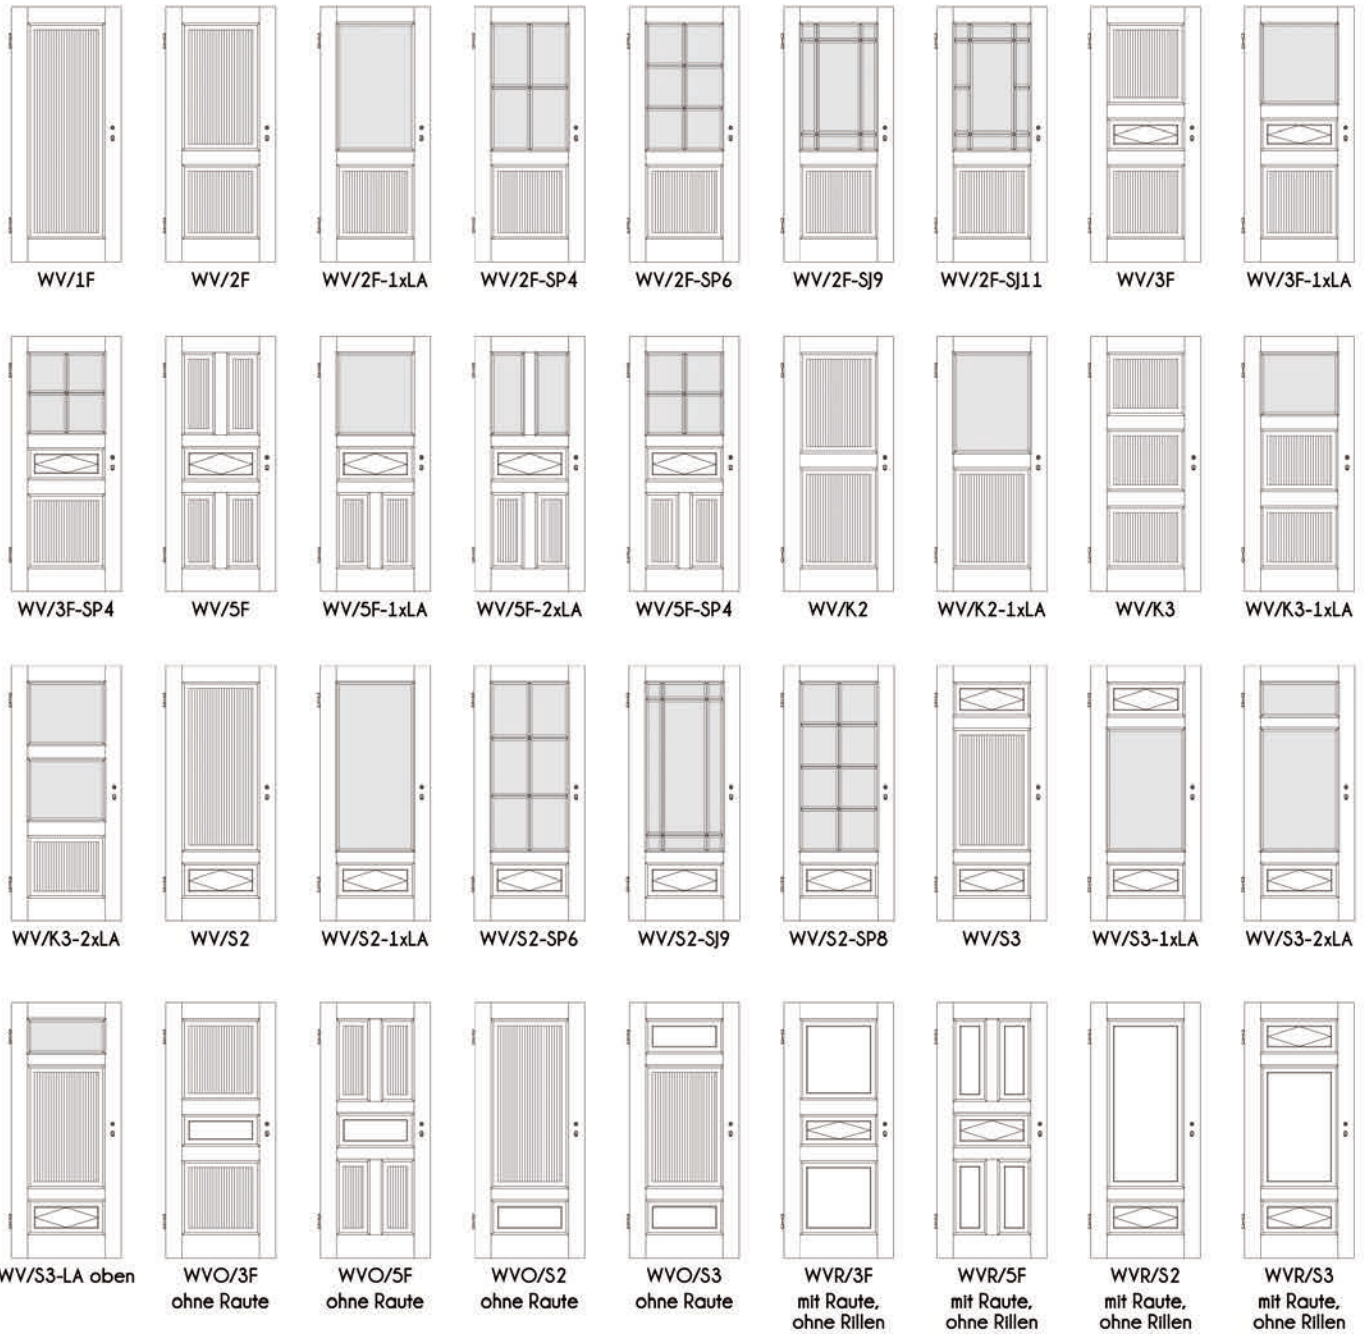 WV/1F
WV/2F
WV/2F-1xLA
WV/2F-SP4
WV/2F-SP6
WV/2F-SJ9
WV/2F-SJ11
WV/3F
WV/3F-1xLA
WV/3F-SP4
WV/5F
WV/5F-1xLA
WV/5F-2xLA
WV/5F-SP4
WV/K2
WV/K2-1xLA
WV/K3
WV/K3-1xLA
WV/K3-2xLA
WV/S2
WV/S2-1xLA
WV/S2-SP6
WV/S2-SJ9
WV/S2-SP8
WV/S3
WV/S3-1xLA
WV/S3-2xLA
WV/S3-LA oben
WVO/3F
ohne Raute
WVO/5F
ohne Raute
WVO/S2
ohne Raute
WVO/S3
ohne Raute
WVR/3F
mit Raute,
ohne Rillen
WVR/5F
mit Raute,
ohne Rillen
WVR/S2
mit Raute,
ohne Rillen
WVR/S3
mit Raute,
ohne Rillen